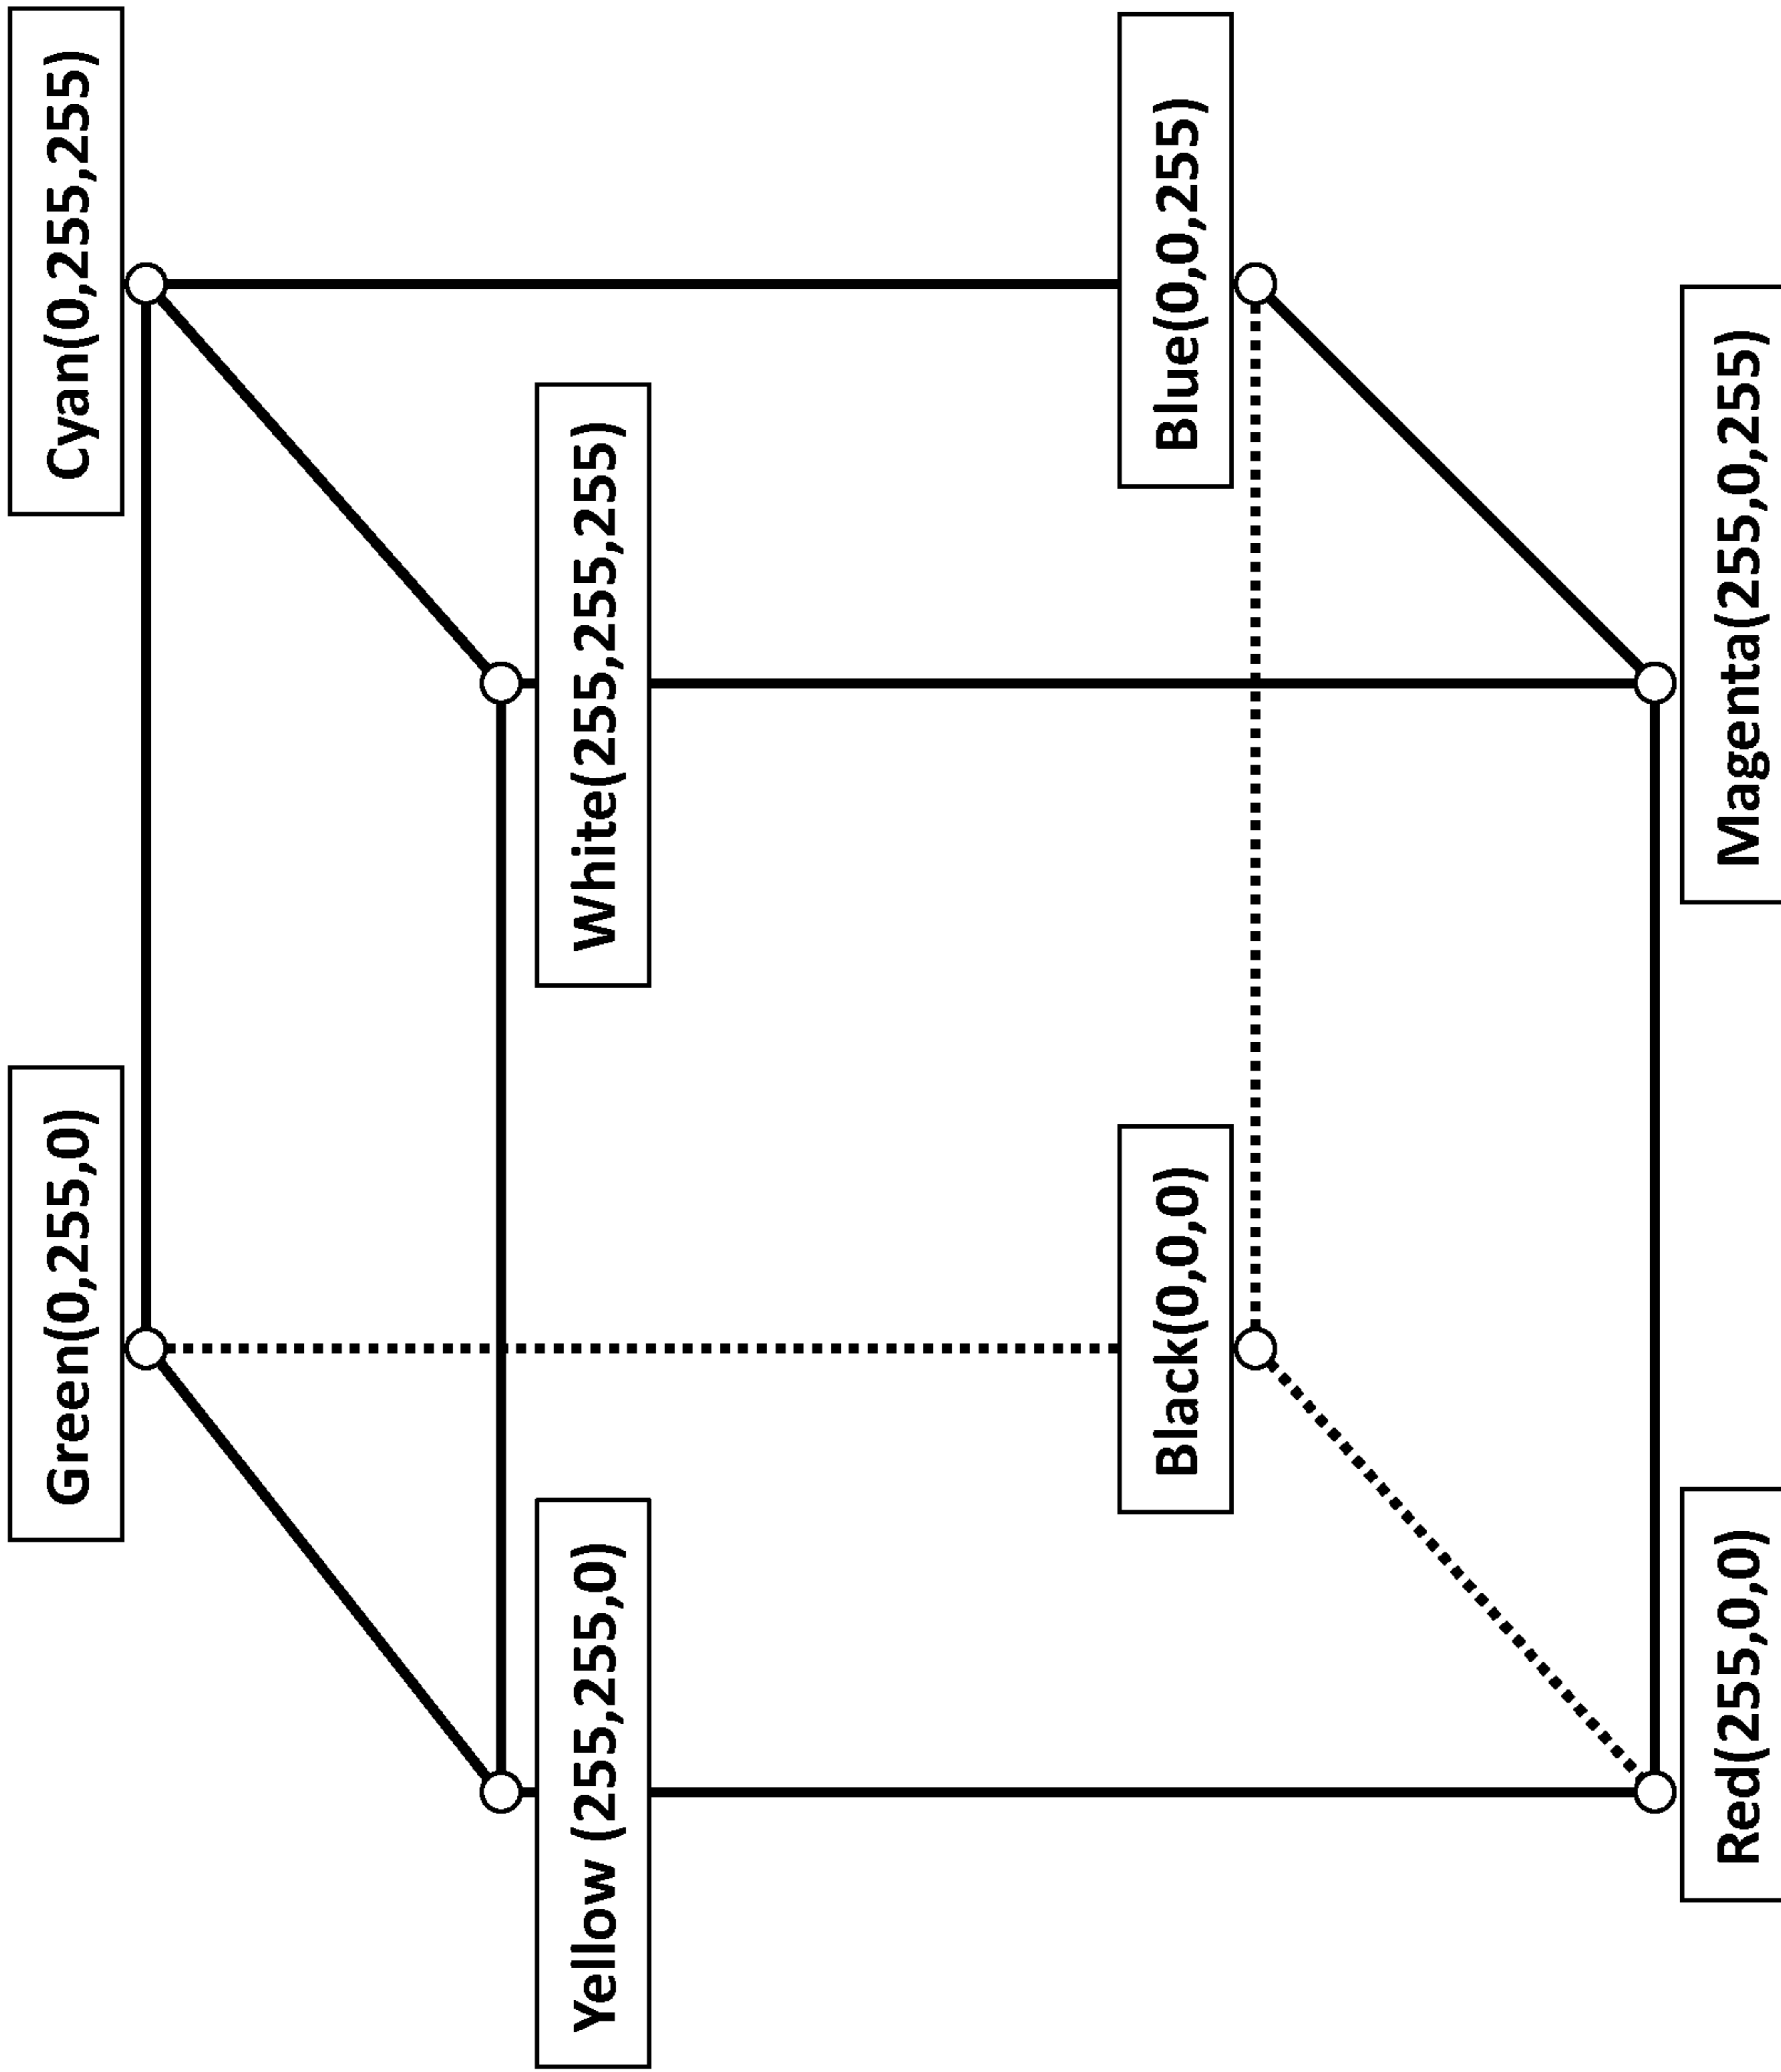 Green(0,255,0)
Cyan(0,255,255)
Yellow (255,255,0)
White(255,255,255)
Black(0,0,0)
Blue(0,0,255)
Red(255,0,0)
Magenta(255,0,255)